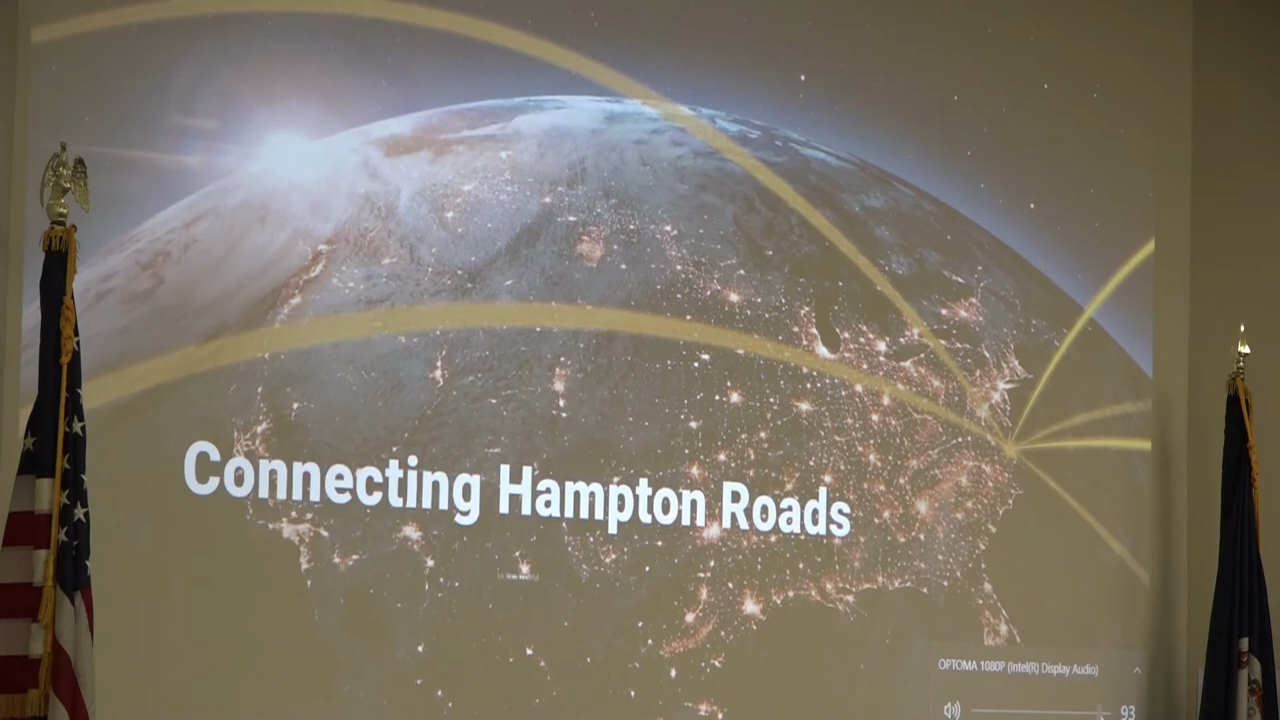 Connecting Hampton Roads
OPTOMA 1080P (Intel(R) Display Audio)
93